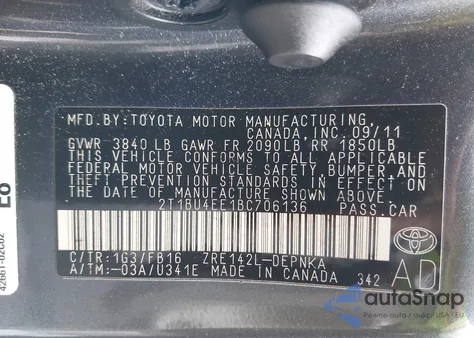 MFD. BY: TOYOTA MOTOR MANUFACTURING,
CANADA, INC. 09/11
GVWR 3840 LB GAWR FR 2090LB RR 1850LB
THIS VEHICLE CONFORMS TO ALL APPLICABLE
FEDERAL MOTOR VEHICLE SAFETY, BUMPER, AND
THEFT PREVENTION STANDARDS IN EFFECT ON
THE DATE OF MANUFACTURE SHOWN ABOVE.
2T1BU4EE1BC706136 PASS.CAR
C/TR:1G3/FB16 ZRE142L-DEPNKA
A/TM:-03A/U341E MADE IN CANADA 342
AD
42661-02C02
autoSnap